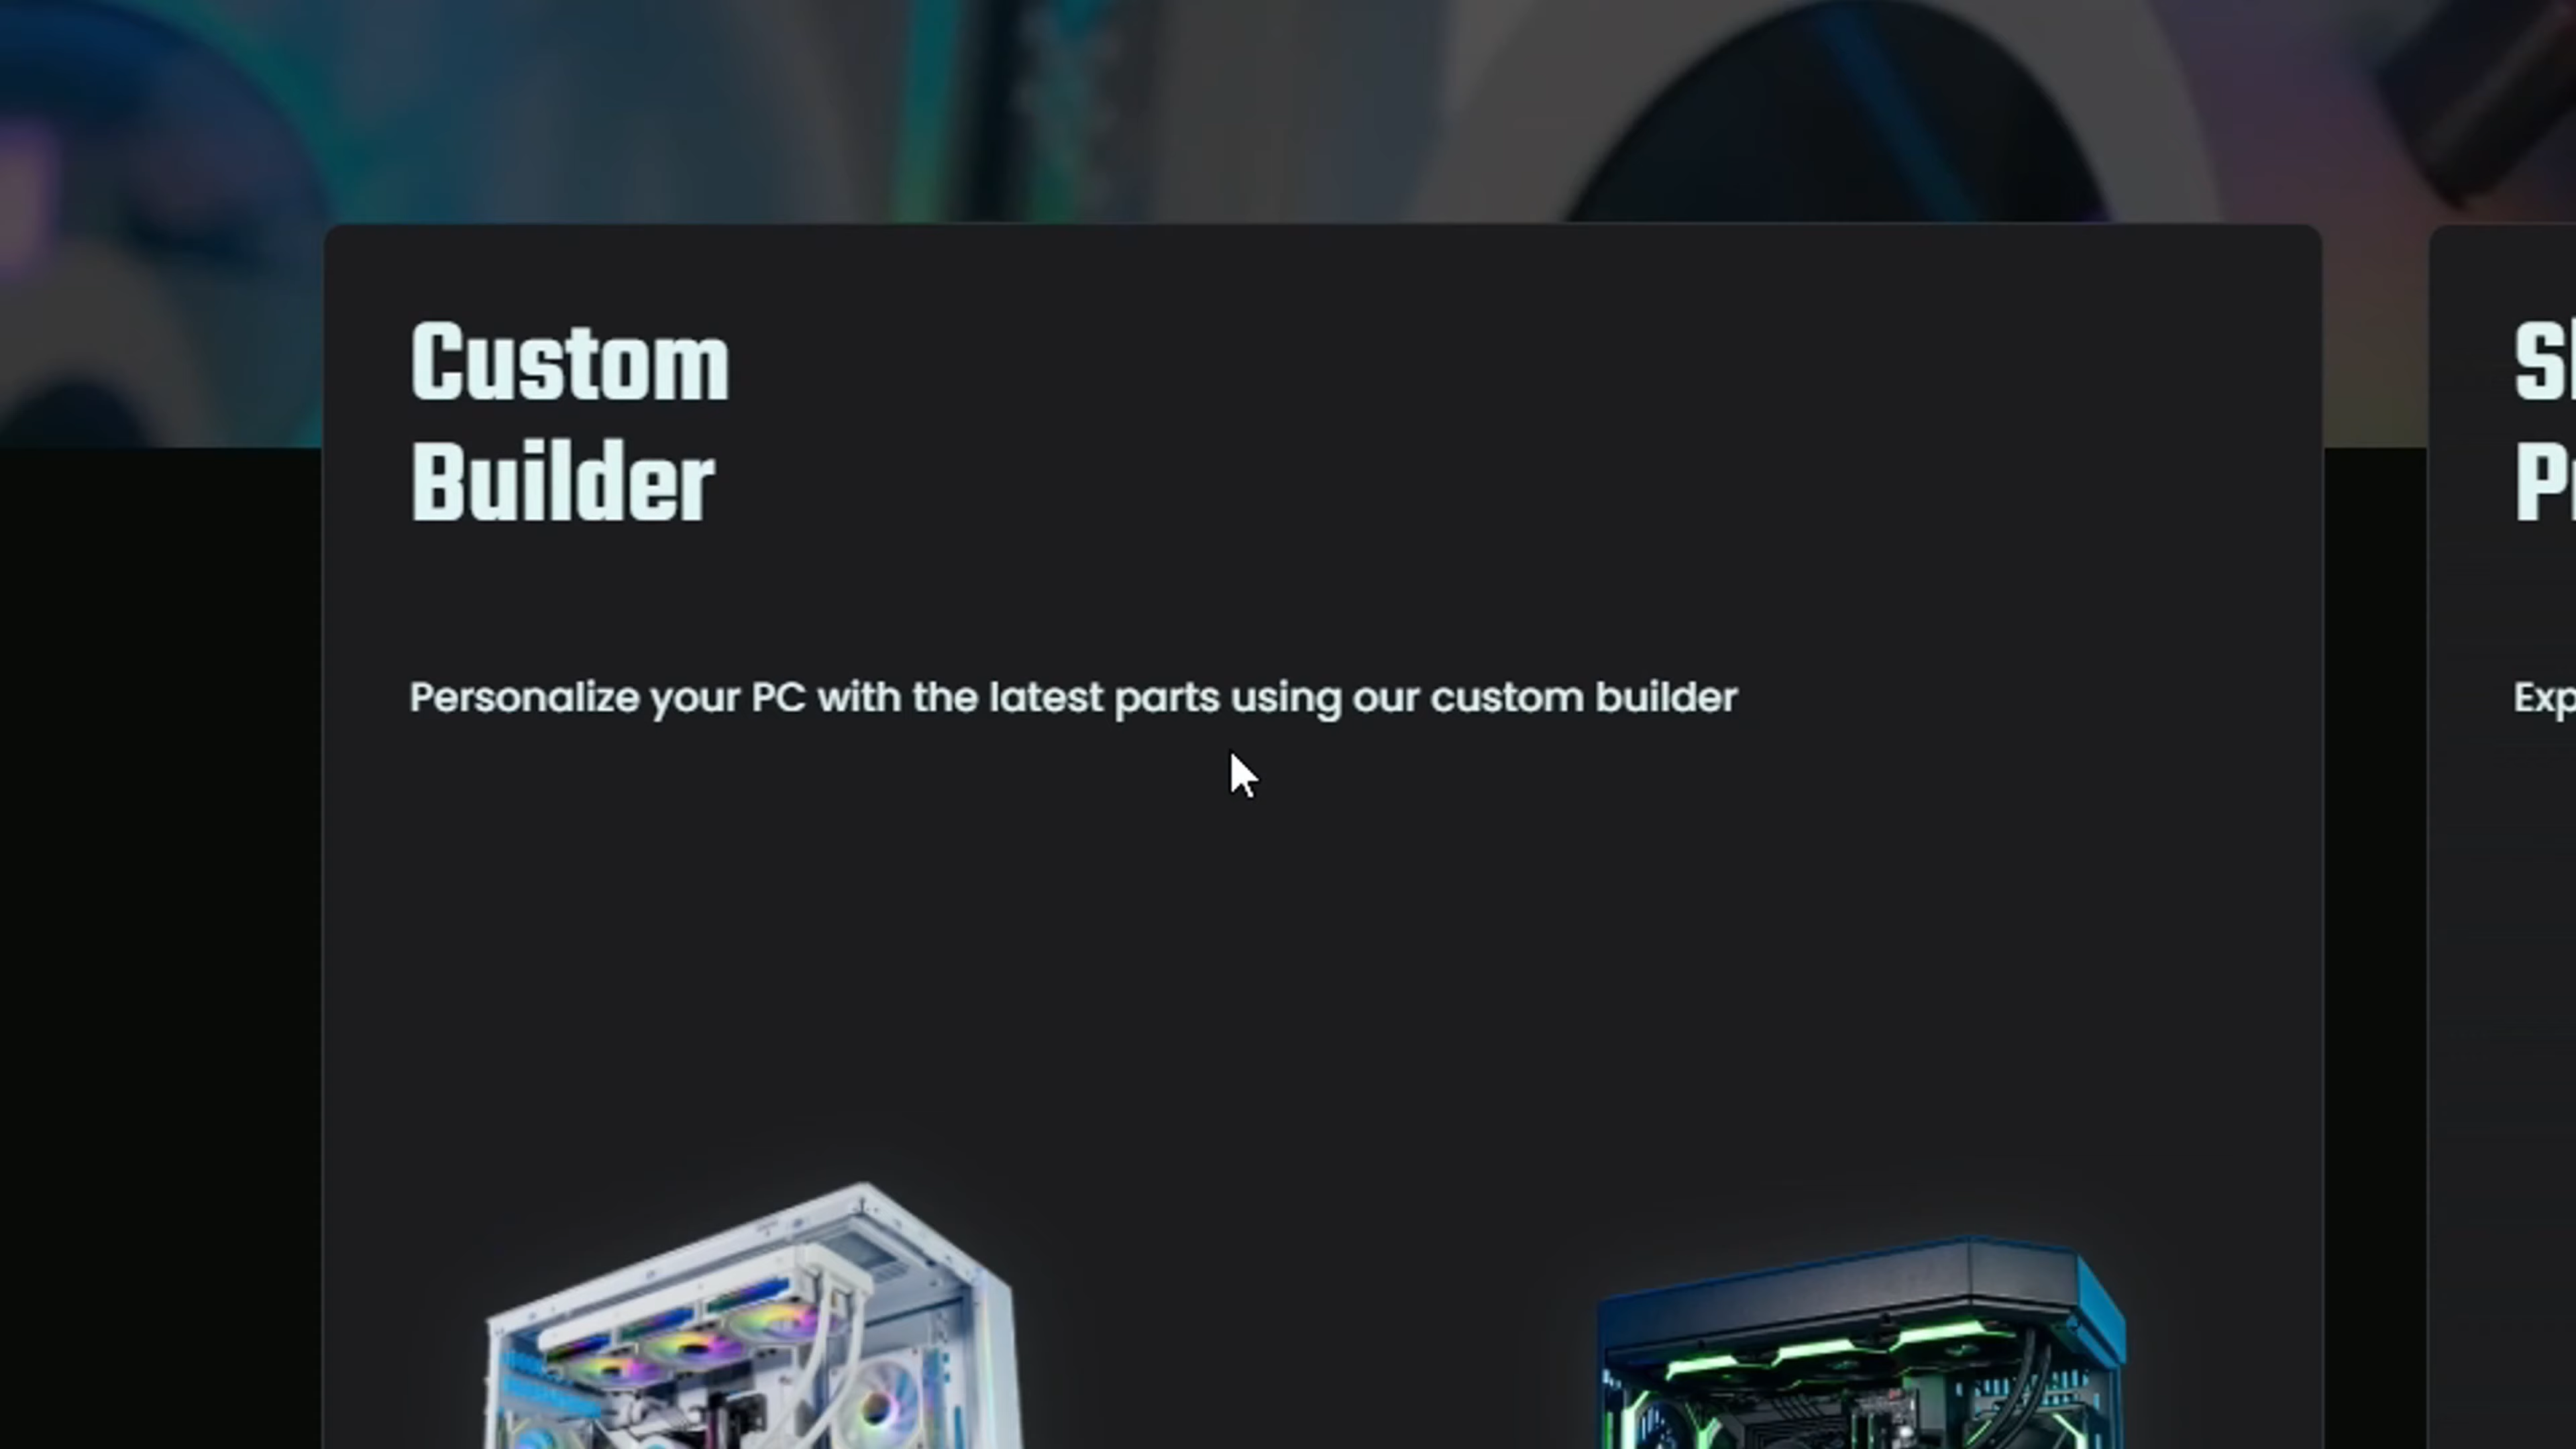 Custom
Builder
Personalize your PC with the latest parts using our custom builder